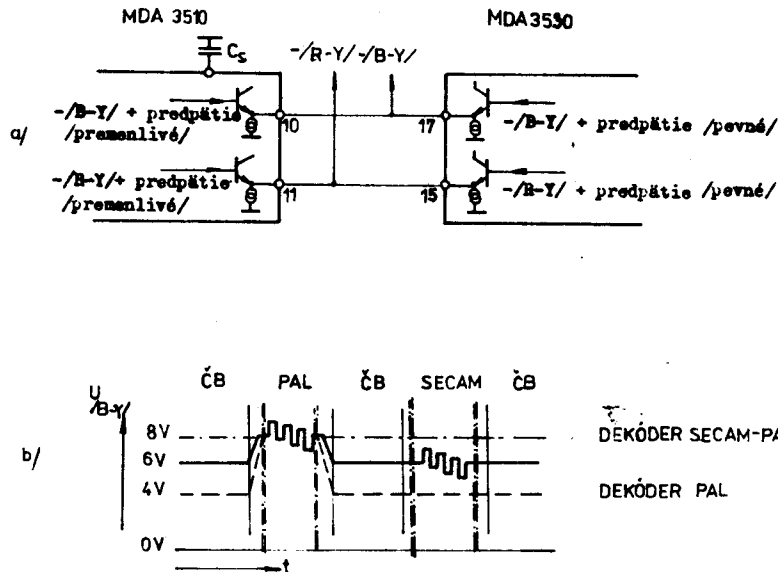 MDA 3510
MDA3530
Cs
-/R-Y/
-/B-Y/
a/
-/B-Y/ + predpätie
/premenlivé/
10
17
-/B-Y/ + predpätie /pevné/
-/R-Y/+ predpätie
/premenlivé/
11
15
-/R-Y/ + predpätie /pevné/
ČB
PAL
ČB
SECAM
ČB
U/B-Y/
b/
8V
6V
4V
0V
t
DEKÓDER SECAM-PA
DEKÓDER PAL